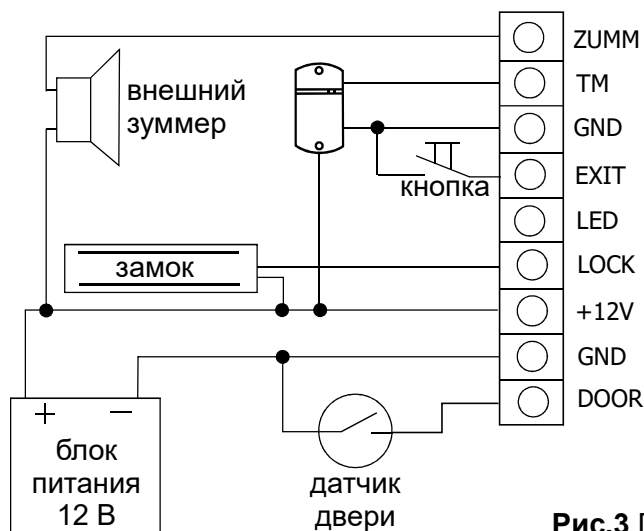 ZUMM
внешний
зуммер
TM
GND
кнопка
EXIT
LED
замок
LOCK
+12V
GND
DOOR
+ –
блок
питания
12 В
датчик
двери
Рис.3